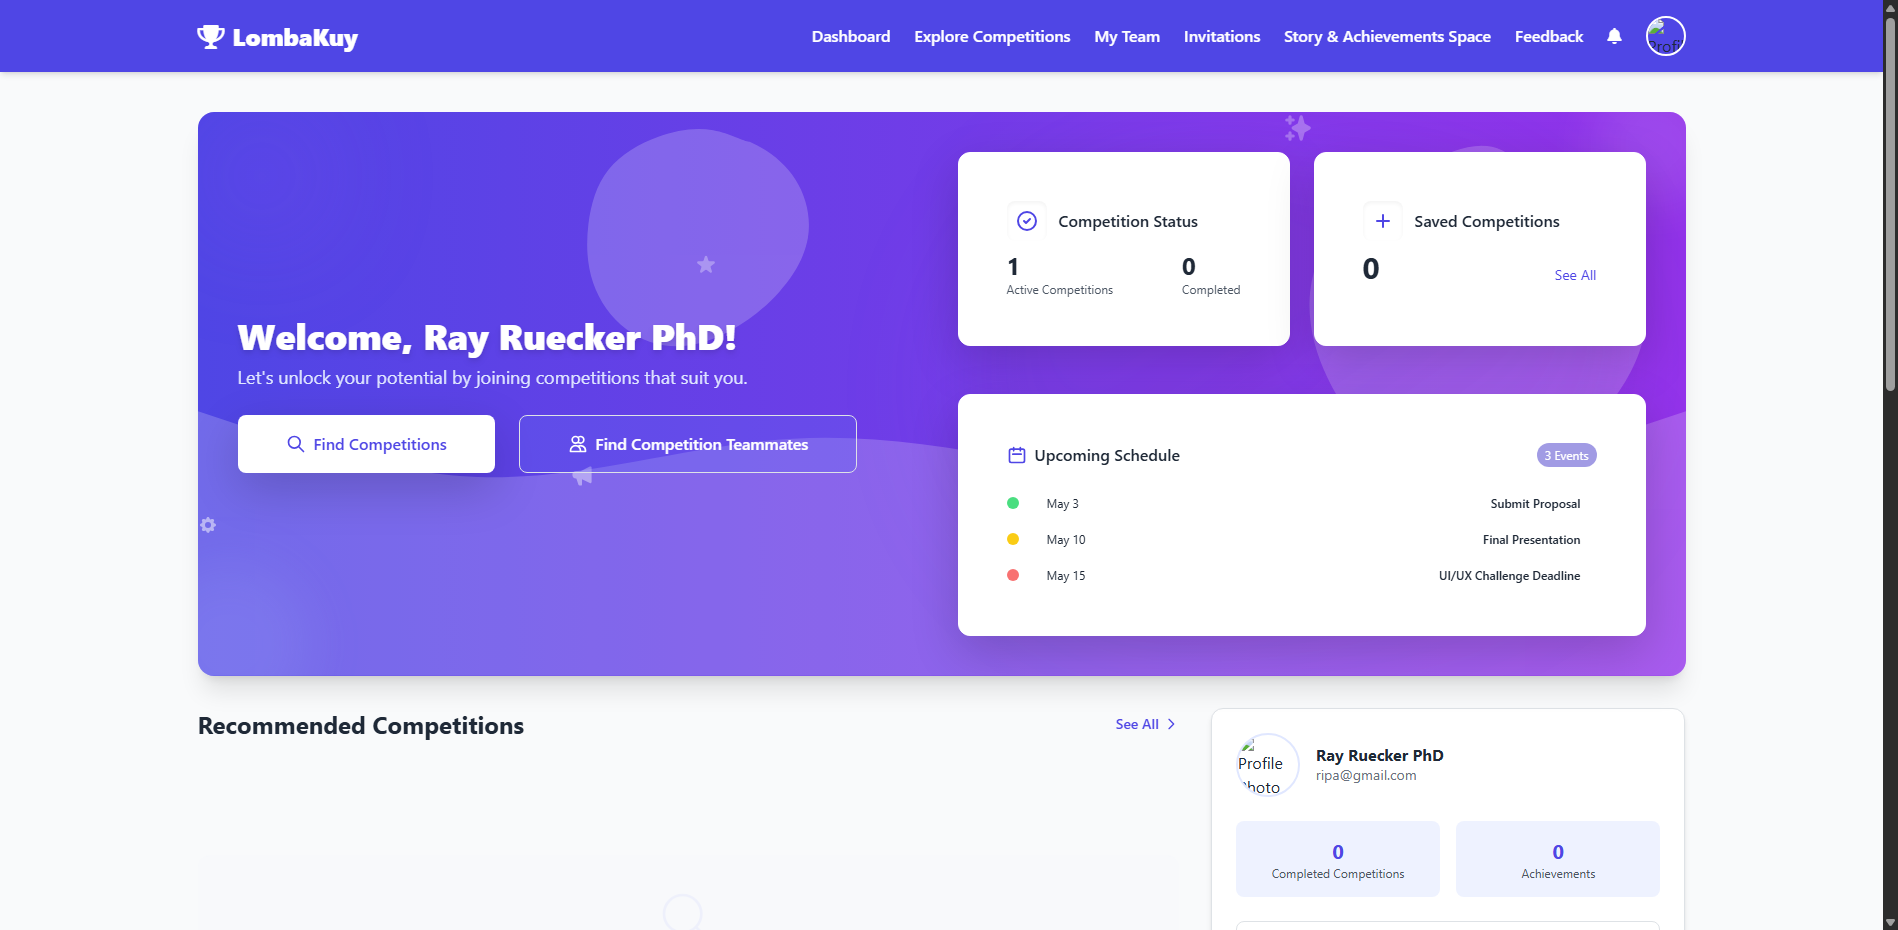 LombaKuy
Dashboard
Explore Competitions
My Team
Invitations
Story & Achievements Space
Feedback
Profi
Welcome, Ray Ruecker PhD!
Let's unlock your potential by joining competitions that suit you.
Find Competitions
Find Competition Teammates
Competition Status
1
Active Competitions
0
Completed
Saved Competitions
0
See All
Upcoming Schedule
3 Events
May 3
Submit Proposal
May 10
Final Presentation
May 15
UI/UX Challenge Deadline
Recommended Competitions
See All
Profile
Photo
Ray Ruecker PhD
ripa@gmail.com
0
Completed Competitions
0
Achievements